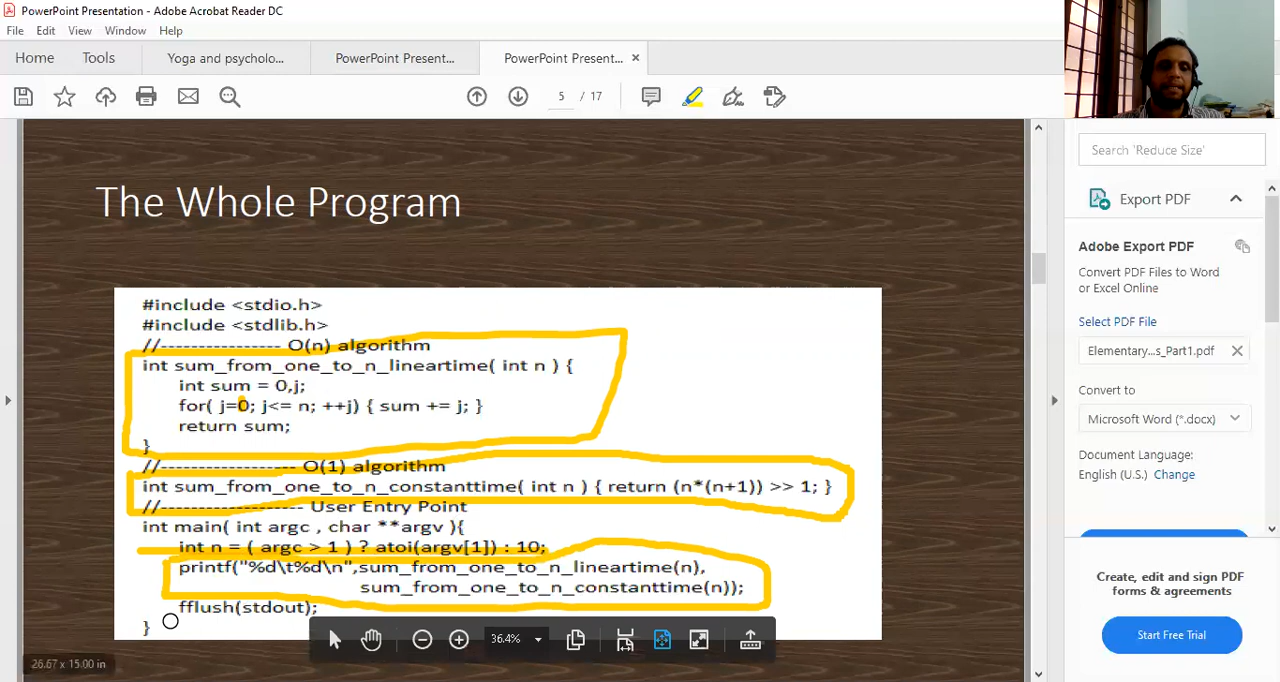 PowerPoint Presentation - Adobe Acrobat Reader DC
File Edit View Window Help
Home Tools Yoga and psycholo... PowerPoint Present... PowerPoint Present... ×
5 / 17
Search 'Reduce Size'
Export PDF
Adobe Export PDF
Convert PDF Files to Word
or Excel Online
Select PDF File
Elementary...s_Part1.pdf
Convert to
Microsoft Word (*.docx)
Document Language:
English (U.S.) Change
Create, edit and sign PDF
forms & agreements
Start Free Trial
The Whole Program
#include <stdio.h>
#include <stdlib.h>
//---------------- O(n) algorithm
int sum_from_one_to_n_lineartime( int n ) {
int sum = 0,j;
for( j=0; j<= n; ++j) { sum += j; }
return sum;
}
//------------------ O(1) algorithm
int sum_from_one_to_n_constanttime( int n ) { return (n*(n+1)) >> 1; }
//------------------- User Entry Point
int main( int argc , char **argv ){
int n = ( argc > 1 ) ? atoi(argv[1]) : 10;
printf("%d\t%d\n",sum_from_one_to_n_lineartime(n),
sum_from_one_to_n_constanttime(n));
fflush(stdout);
}
36.4%
26.67 x 15.00 in